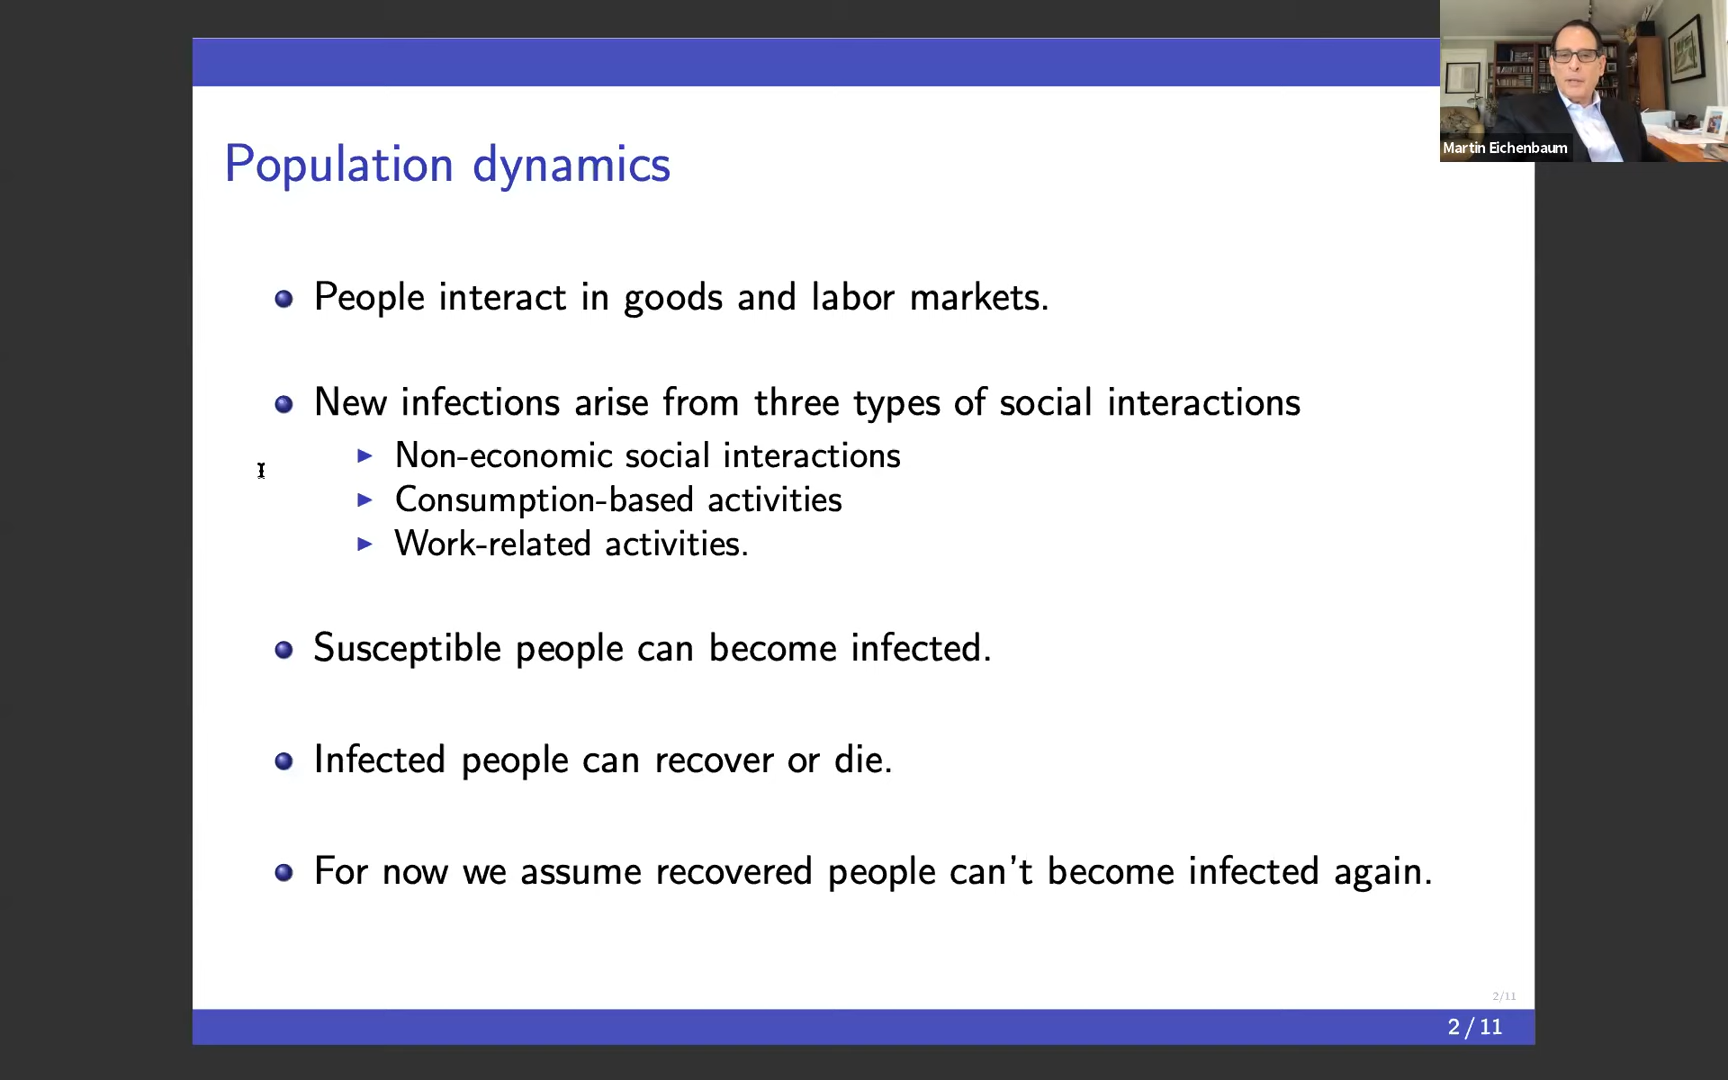 Martin Eichenbaum
Population dynamics
People interact in goods and labor markets.
New infections arise from three types of social interactions
Non-economic social interactions
Consumption-based activities
Work-related activities.
Susceptible people can become infected.
Infected people can recover or die.
For now we assume recovered people can't become infected again.
2/11
2 / 11